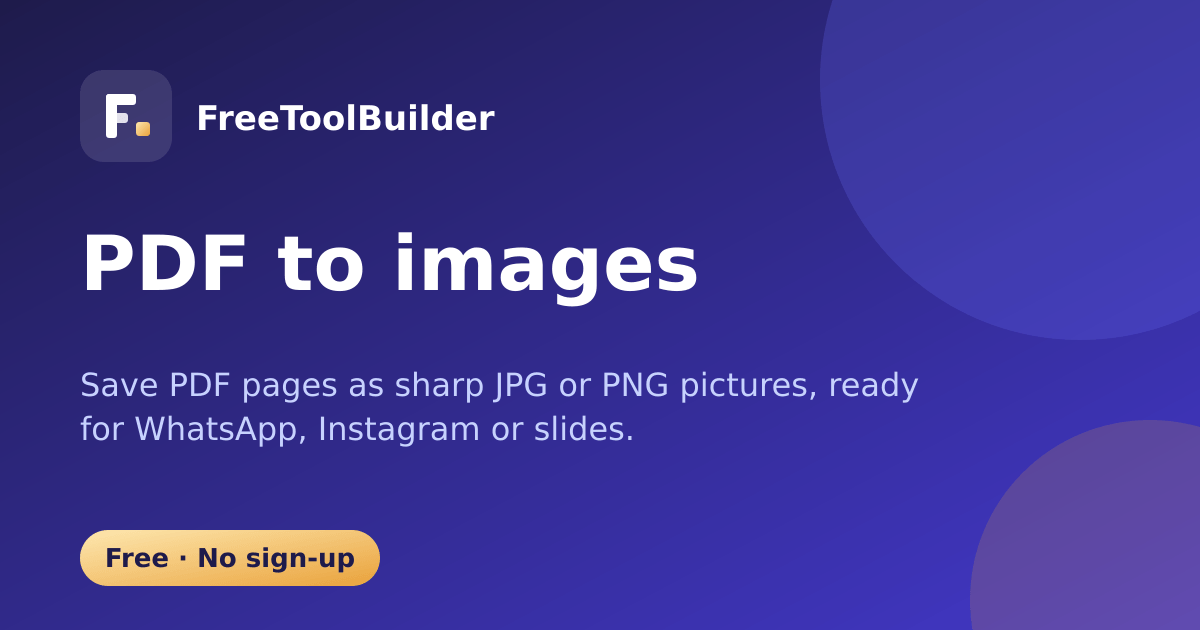 F.
FreeToolBuilder
PDF to images
Save PDF pages as sharp JPG or PNG pictures, ready
for WhatsApp, Instagram or slides.
Free · No sign-up